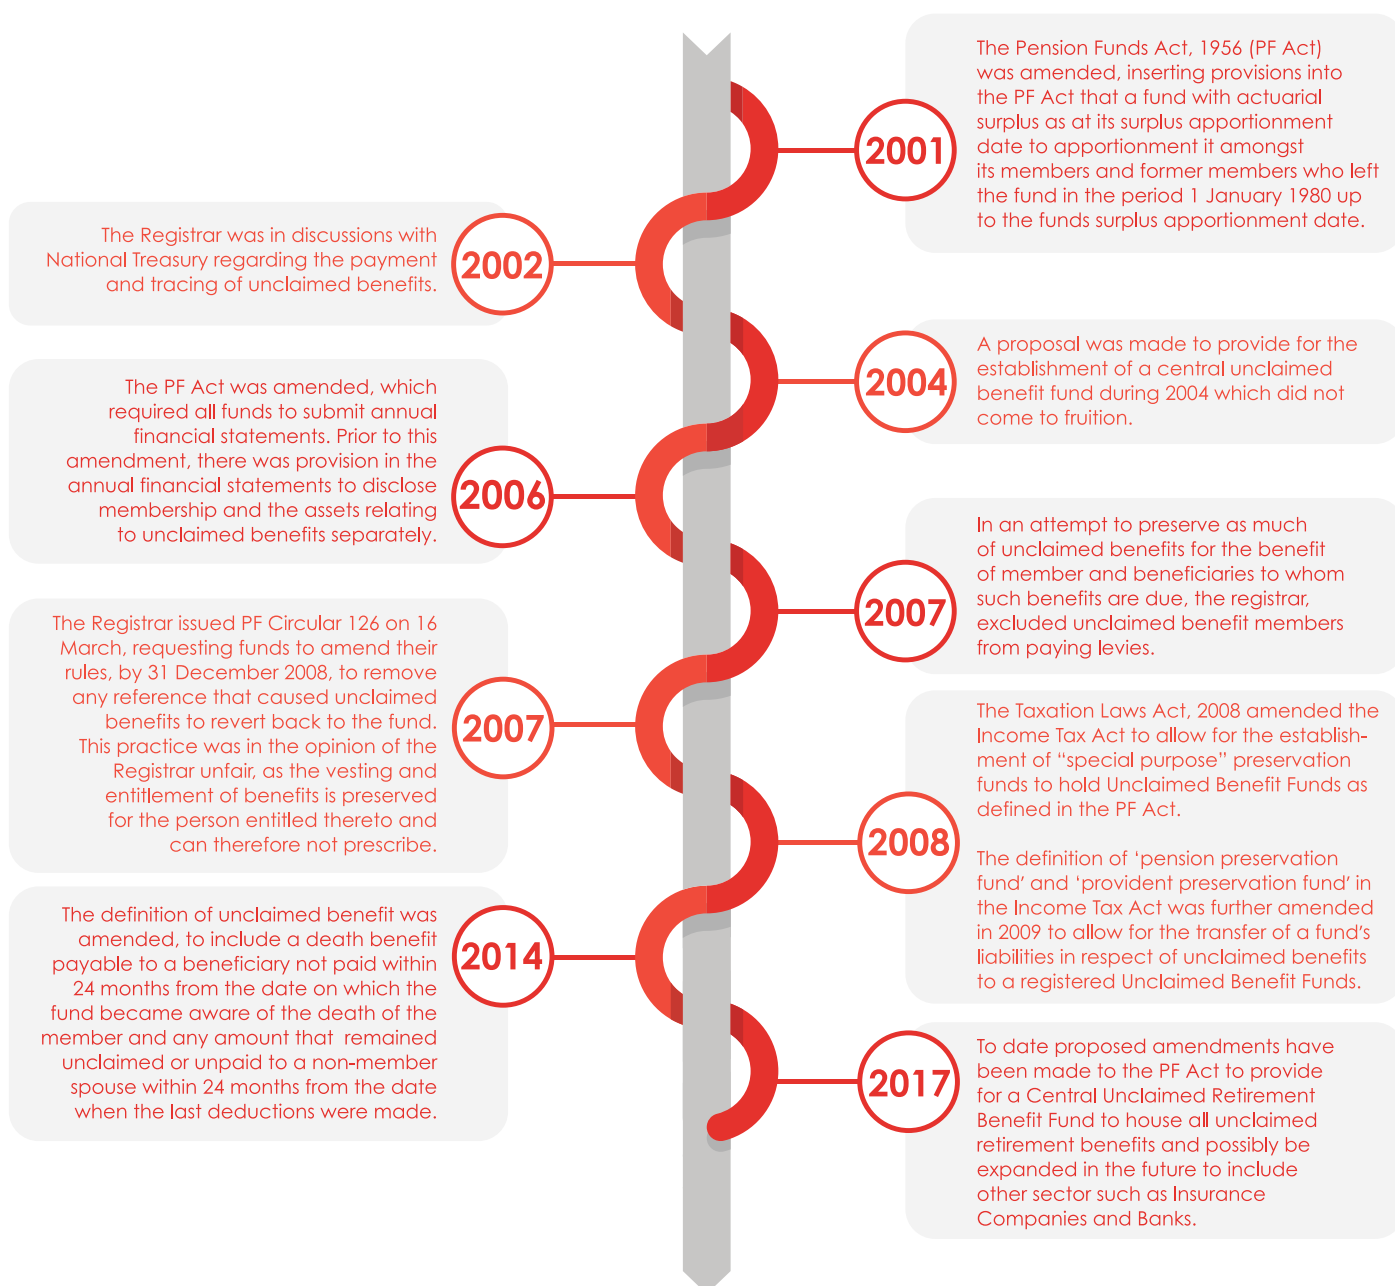 2001
The Pension Funds Act, 1956 (PF Act)
was amended, inserting provisions into
the PF Act that a fund with actuarial
surplus as at its surplus apportionment
date to apportionment it amongst
its members and former members who left
the fund in the period 1 January 1980 up
to the funds surplus apportionment date.
The Registrar was in discussions with
National Treasury regarding the payment
and tracing of unclaimed benefits.
2002
2004
A proposal was made to provide for the
establishment of a central unclaimed
benefit fund during 2004 which did not
come to fruition.
The PF Act was amended, which
required all funds to submit annual
financial statements. Prior to this
amendment, there was provision in the
annual financial statements to disclose
membership and the assets relating
to unclaimed benefits separately.
2006
2007
In an attempt to preserve as much
of unclaimed benefits for the benefit
of member and beneficiaries to whom
such benefits are due, the registrar,
excluded unclaimed benefit members
from paying levies.
The Registrar issued PF Circular 126 on 16
March, requesting funds to amend their
rules, by 31 December 2008, to remove
any reference that caused unclaimed
benefits to revert back to the fund.
This practice was in the opinion of the
Registrar unfair, as the vesting and
entitlement of benefits is preserved
for the person entitled thereto and
can therefore not prescribe.
2007
2008
The Taxation Laws Act, 2008 amended the
Income Tax Act to allow for the establish-
ment of “special purpose” preservation
funds to hold Unclaimed Benefit Funds as
defined in the PF Act.
The definition of ‘pension preservation
fund’ and ‘provident preservation fund’ in
the Income Tax Act was further amended
in 2009 to allow for the transfer of a fund’s
liabilities in respect of unclaimed benefits
to a registered Unclaimed Benefit Funds.
The definition of unclaimed benefit was
amended, to include a death benefit
payable to a beneficiary not paid within
24 months from the date on which the
fund became aware of the death of the
member and any amount that remained
unclaimed or unpaid to a non-member
spouse within 24 months from the date
when the last deductions were made.
2014
2017
To date proposed amendments have
been made to the PF Act to provide
for a Central Unclaimed Retirement
Benefit Fund to house all unclaimed
retirement benefits and possibly be
expanded in the future to include
other sector such as Insurance
Companies and Banks.